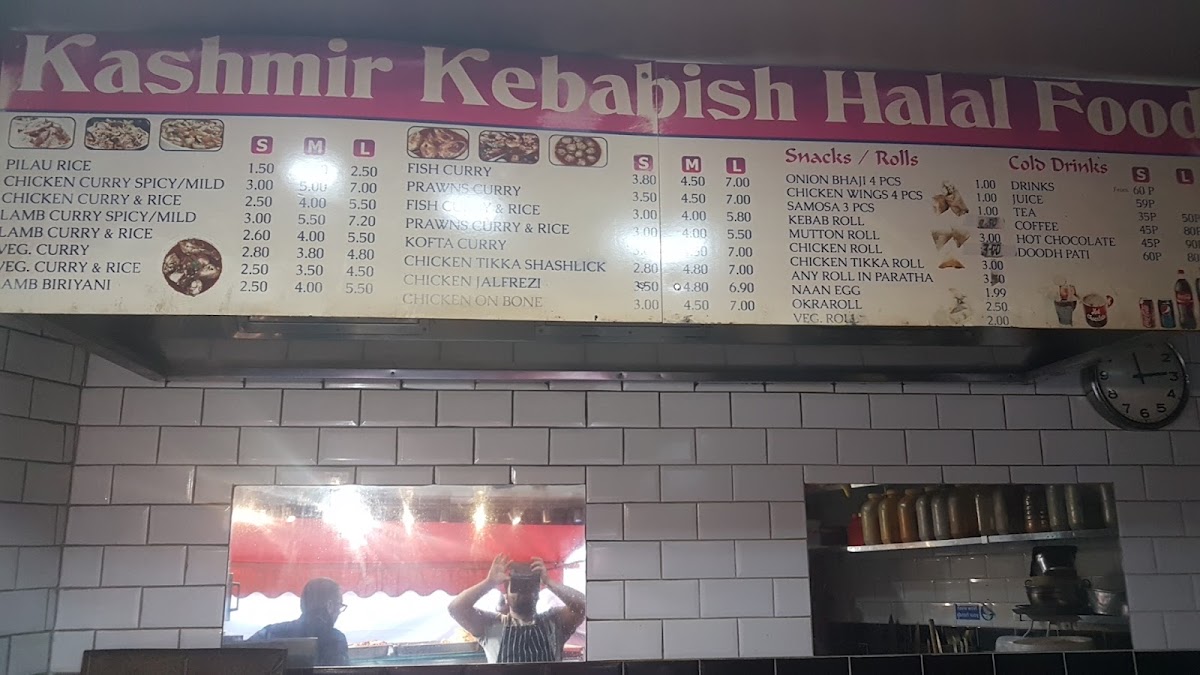 Kashmir Kebabish Halal Food
S M L
PILAU RICE 1.50 2.50
CHICKEN CURRY SPICY/MILD 3.00 5.00 7.00
CHICKEN CURRY & RICE 2.50 4.00 5.50
LAMB CURRY SPICY/MILD 3.00 5.50 7.20
LAMB CURRY & RICE 2.60 4.00 5.50
VEG. CURRY 2.80 3.80 4.80
VEG. CURRY & RICE 2.50 3.50 4.50
LAMB BIRIYANI 2.50 4.00 5.50
S M L
FISH CURRY 3.80 4.50 7.00
PRAWNS CURRY 3.50 4.50 7.00
FISH CURRY & RICE 3.00 4.00 5.80
PRAWNS CURRY & RICE 3.00 5.50
KOFTA CURRY 4.50 7.00
CHICKEN TIKKA SHASHLICK 2.80 4.80 7.00
CHICKEN JALFREZI 3.50 4.80 6.90
CHICKEN ON BONE 3.00 4.50 7.00
Snacks / Rolls
ONION BHAJI 4 PCS 1.00
CHICKEN WINGS 4 PCS 1.00
SAMOSA 3 PCS 1.00
KEBAB ROLL
MUTTON ROLL 3.00
CHICKEN ROLL
CHICKEN TIKKA ROLL 3.00
ANY ROLL IN PARATHA
NAAN EGG 1.99
OKRAROLL 2.50
VEG. ROLL 2.00
Cold Drinks S L
DRINKS From 60 P
JUICE 59P
TEA 35P 50P
COFFEE 45P 80P
HOT CHOCOLATE 45P 90P
DOODH PATI 60P 80P